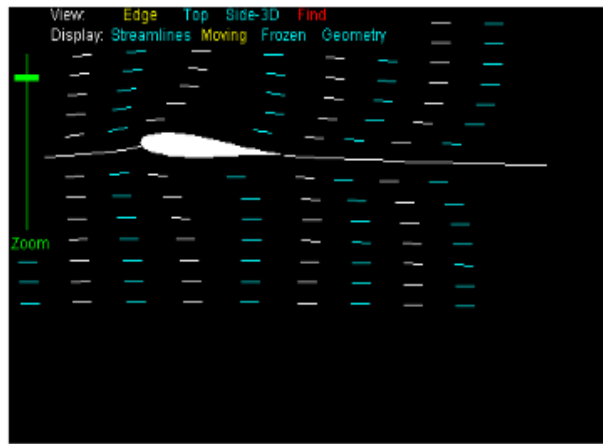 View: Edge Top Side-3D Find
Display: Streamlines Moving Frozen Geometry
Zoom